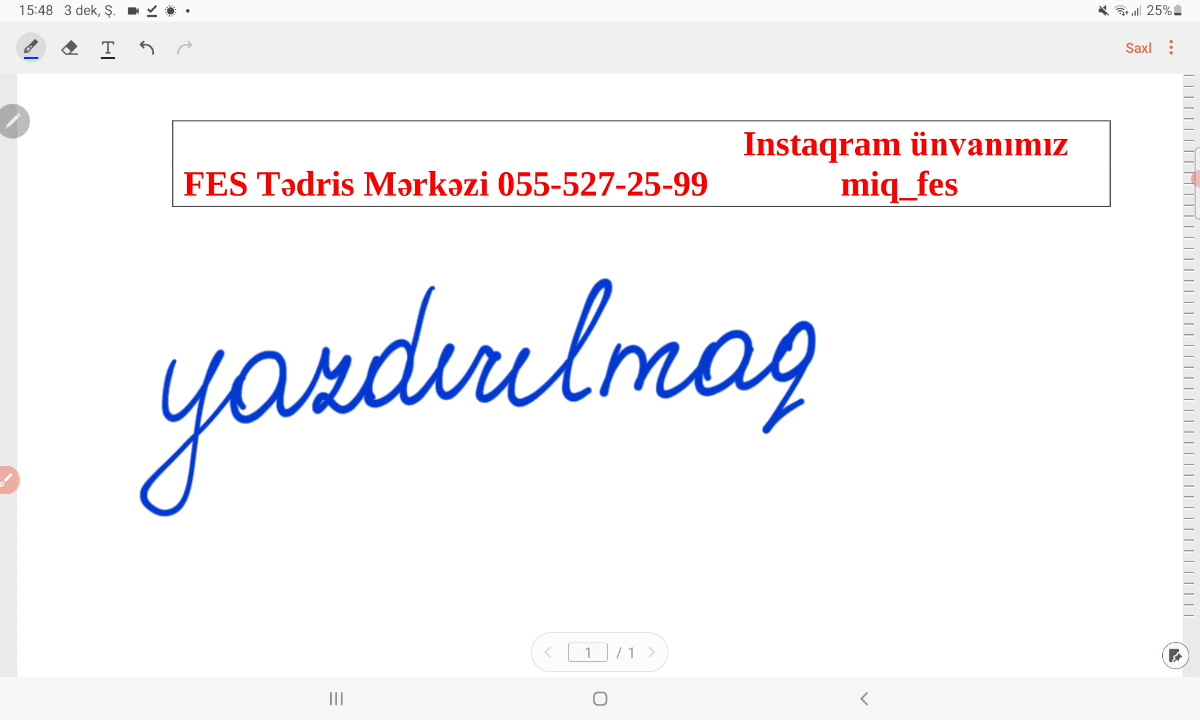 15:48 3 dek, Ş. 25%
Saxl
Instaqram ünvanımız
FES Tədris Mərkəzi 055-527-25-99 miq_fes
yazdırılmaq
1 / 1